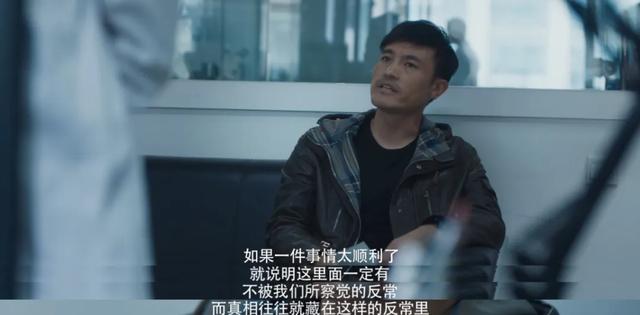 如果一件事情太顺利了
就说明这里面一定有
不被我们所察觉的反常
而真相往往就藏在这样的反常里